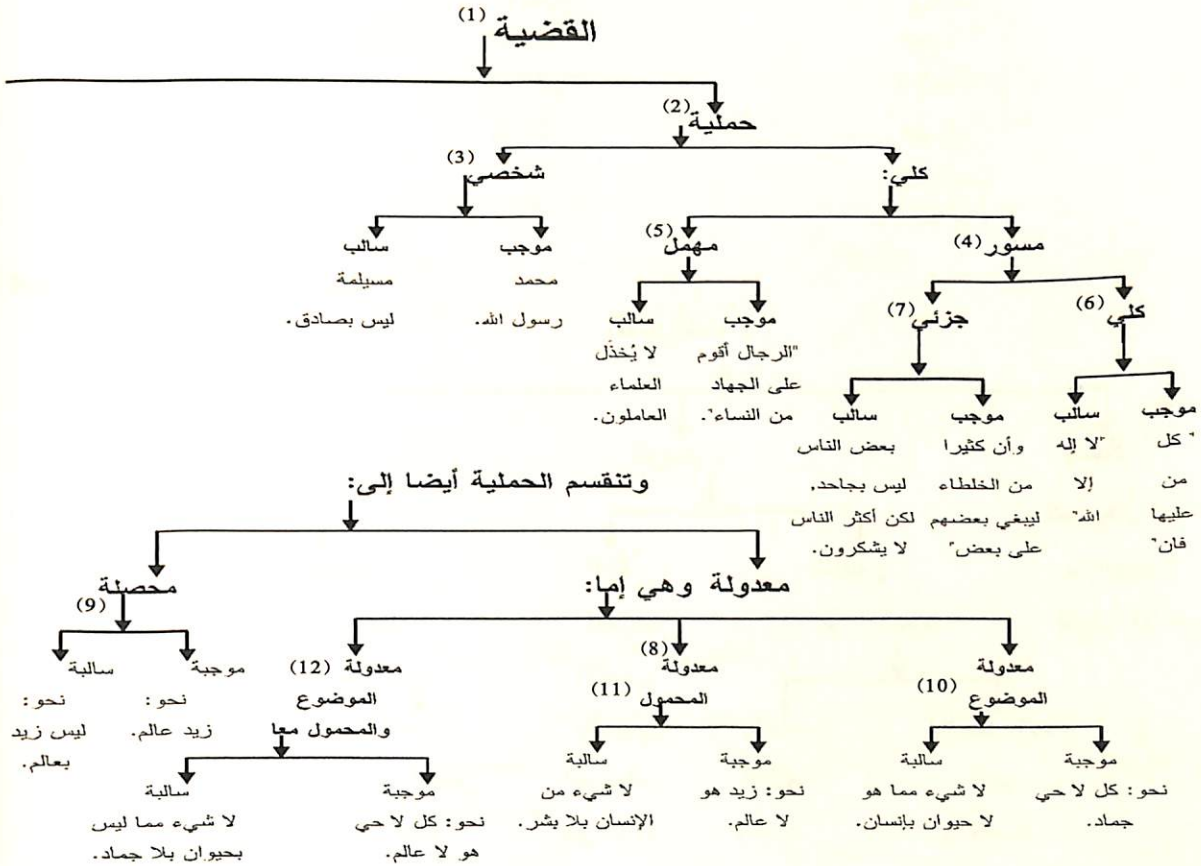 القضية (1)
حملية (2)
كلي:
شخصي (3)
مسور (4)
مهمل (5)
موجب
سالب
محمد
رسول الله.
مسيلمة
ليس بصادق.
كلي (6)
جزئي (7)
موجب
سالب
"الرجال أقوم
على الجهاد
من النساء".
لا يُخذَل
العلماء
العاملون.
موجب
سالب
موجب
سالب
"كل
من
عليها
فان"
"لا إله
إلا
الله"
وأن كثيرا
من الخلطاء
ليبغي بعضهم
على بعض"
بعض الناس
ليس بجاحد,
لكن أكثر الناس
لا يشكرون.
وتنقسم الحملية أيضا إلى:
معدولة وهي إما:
محصلة
(9)
معدولة
الموضوع (10)
(8)
معدولة
المحمول (11)
معدولة (12)
الموضوع
والمحمول معا
موجبة
سالبة
نحو:
زيد عالم.
نحو:
ليس زيد
بعالم.
موجبة
نحو: كل لا حي
جماد.
سالبة
لا شيء مما هو
لا حيوان بإنسان.
موجبة
نحو: زيد هو
لا عالم.
سالبة
لا شيء من
الإنسان بلا بشر.
موجبة
نحو: كل لا حي
هو لا عالم.
سالبة
لا شيء مما ليس
بحيوان بلا جماد.